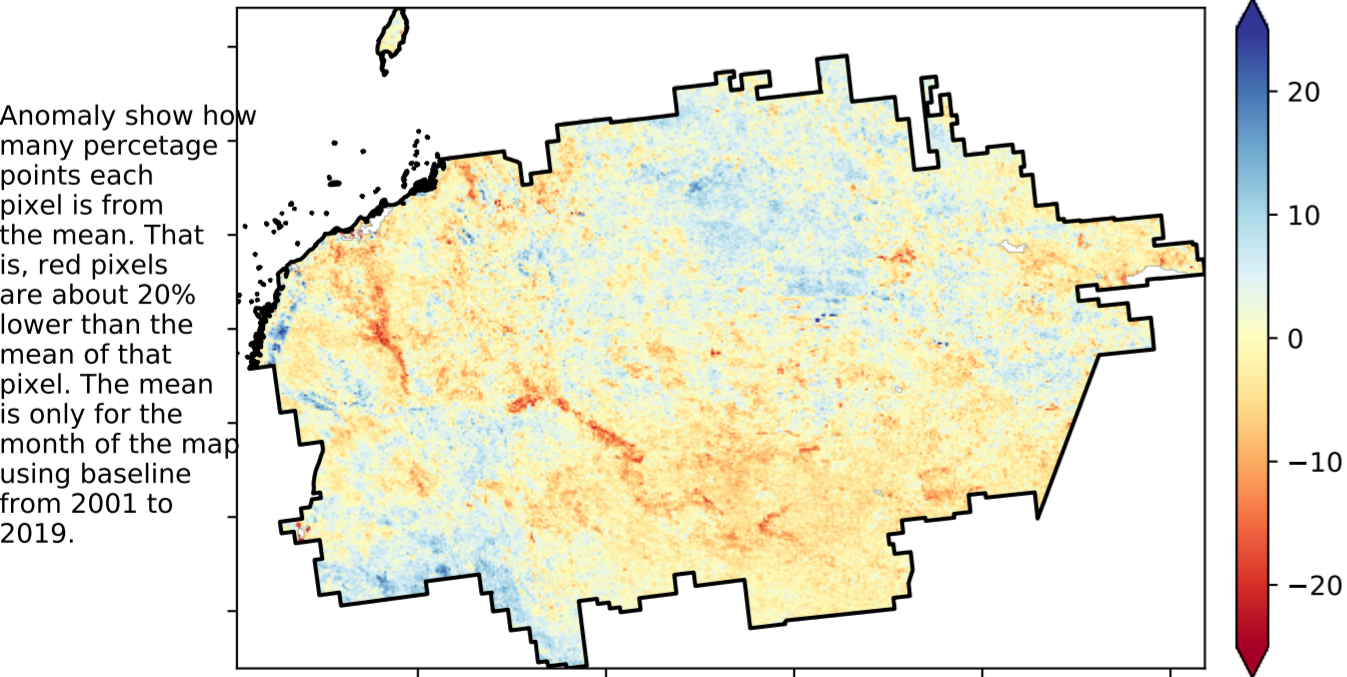 Anomaly show how
many percetage
points each
pixel is from
the mean. That
is, red pixels
are about 20%
lower than the
mean of that
pixel. The mean
is only for the
month of the map
using baseline
from 2001 to
2019.
20
10
0
−10
−20